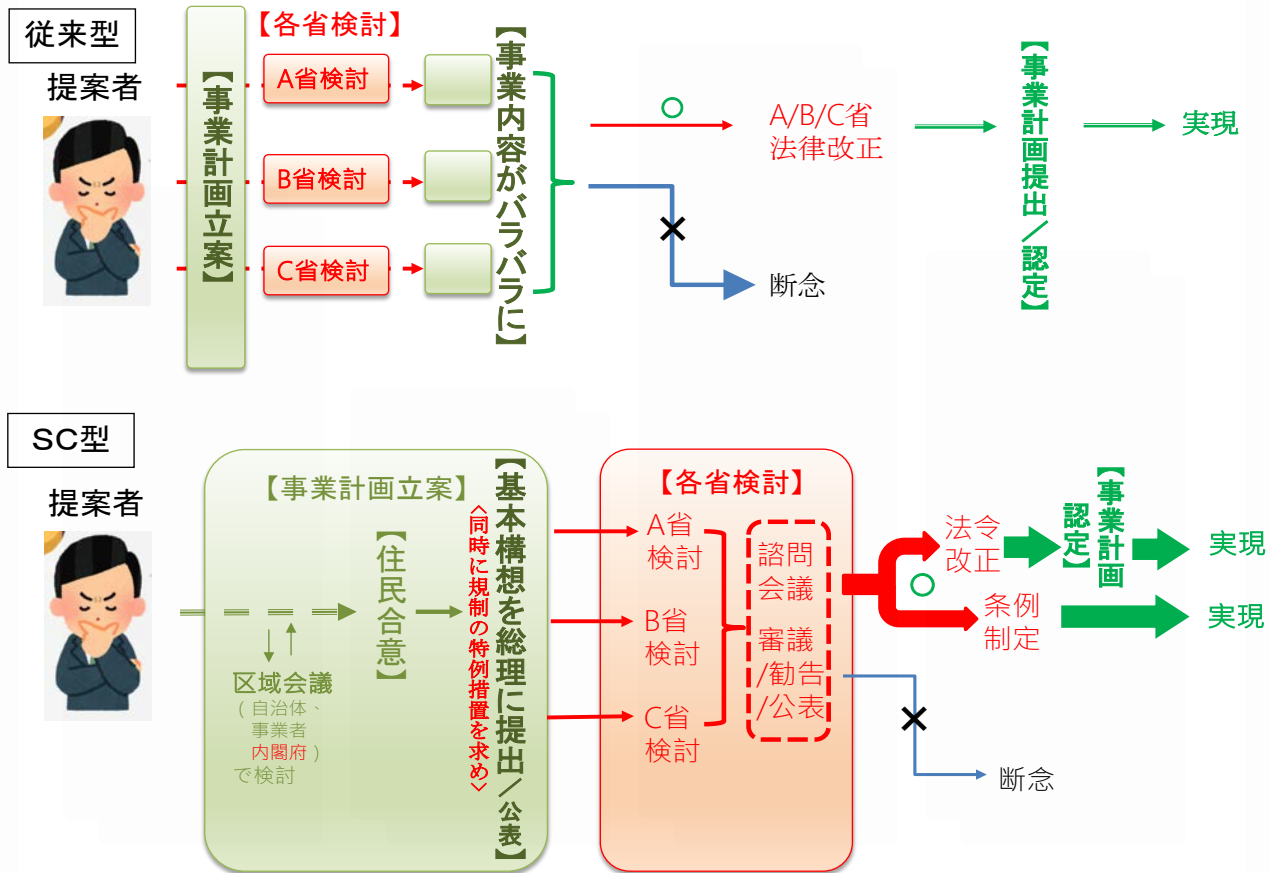 従来型
提案者
【事業計画立案】
【各省検討】
A省検討
B省検討
C省検討
【事業内容がバラバラに】
○
A/B/C省
法律改正
×
断念
【事業計画提出／認定】
実現
SC型
提案者
【事業計画立案】
区域会議
(自治体、
事業者
内閣府)
で検討
【住民合意】
【基本構想を総理に提出／公表】
〈同時に規制の特例措置を求め〉
【各省検討】
A省
検討
B省
検討
C省
検討
諮問
会議
審議
/勧告
/公表
○
法令
改正
【事業計画
認定】
実現
条例
制定
実現
×
断念